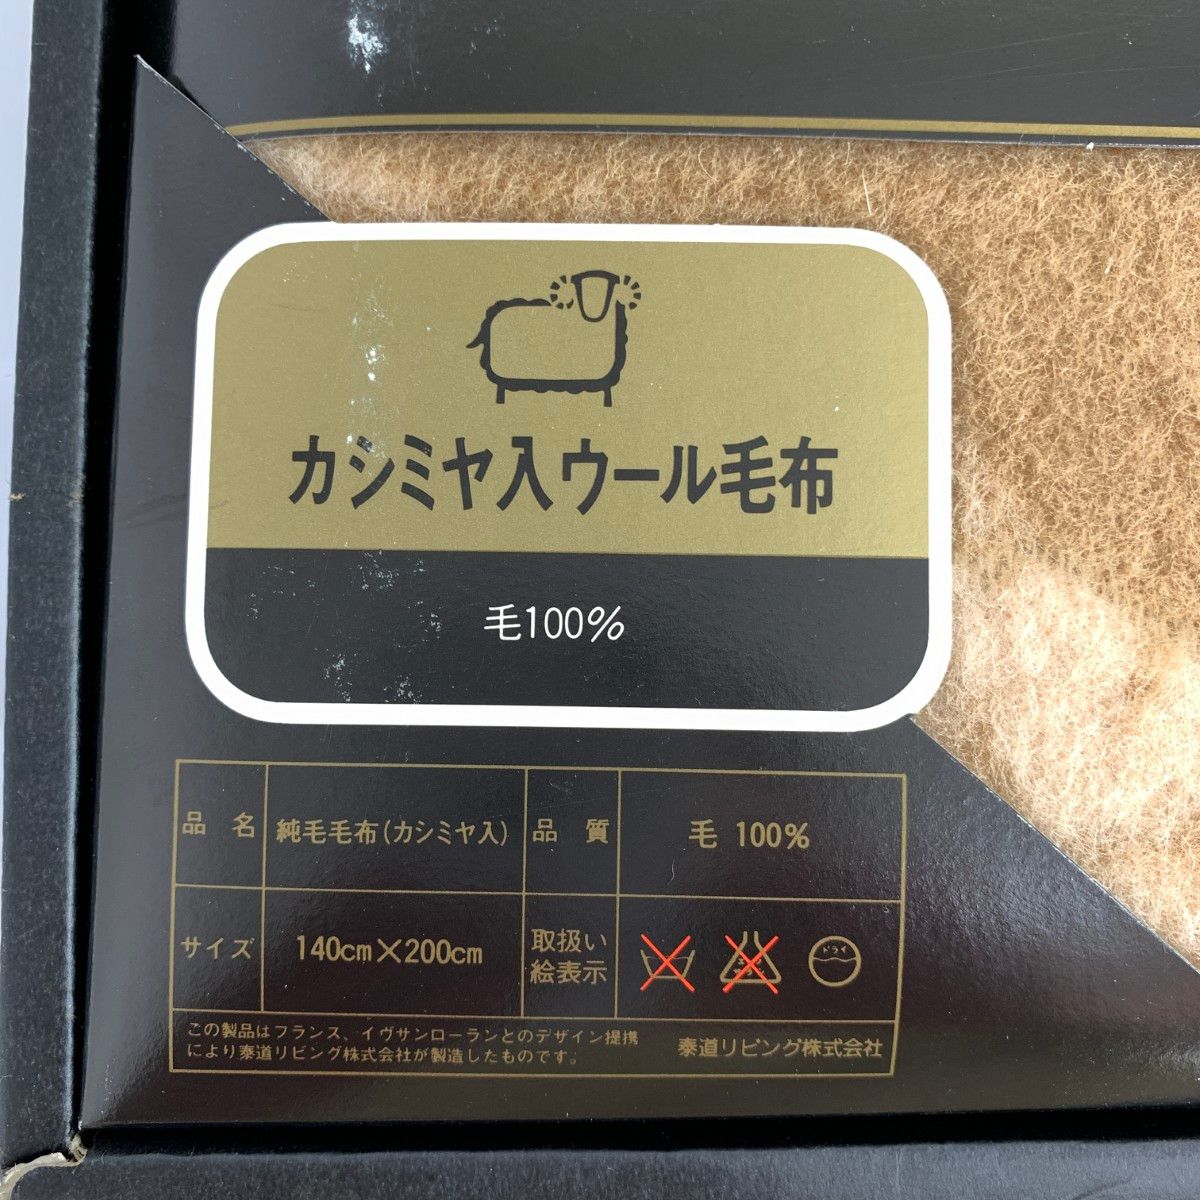 カシミヤ入ウール毛布
毛100%
品名 純毛毛布(カシミヤ入) 品質 毛 100%
サイズ 140cm×200cm 取扱い
絵表示
ドライ
この製品はフランス、イヴサンローランとのデザイン提携
により泰道リビング株式会社が製造したものです。
泰道リビング株式会社